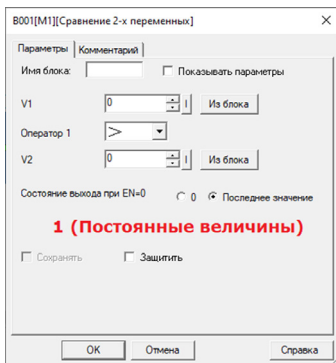 B001[M1][Сравнение 2-х переменных]
Параметры Комментарий
Имя блока: Показывать параметры
V1 0 I Из блока
Оператор 1 >
V2 0 I Из блока
Состояние выхода при EN=0 0 Последнее значение
1 (Постоянные величины)
Сохранять Защитить
OK Отмена Справка